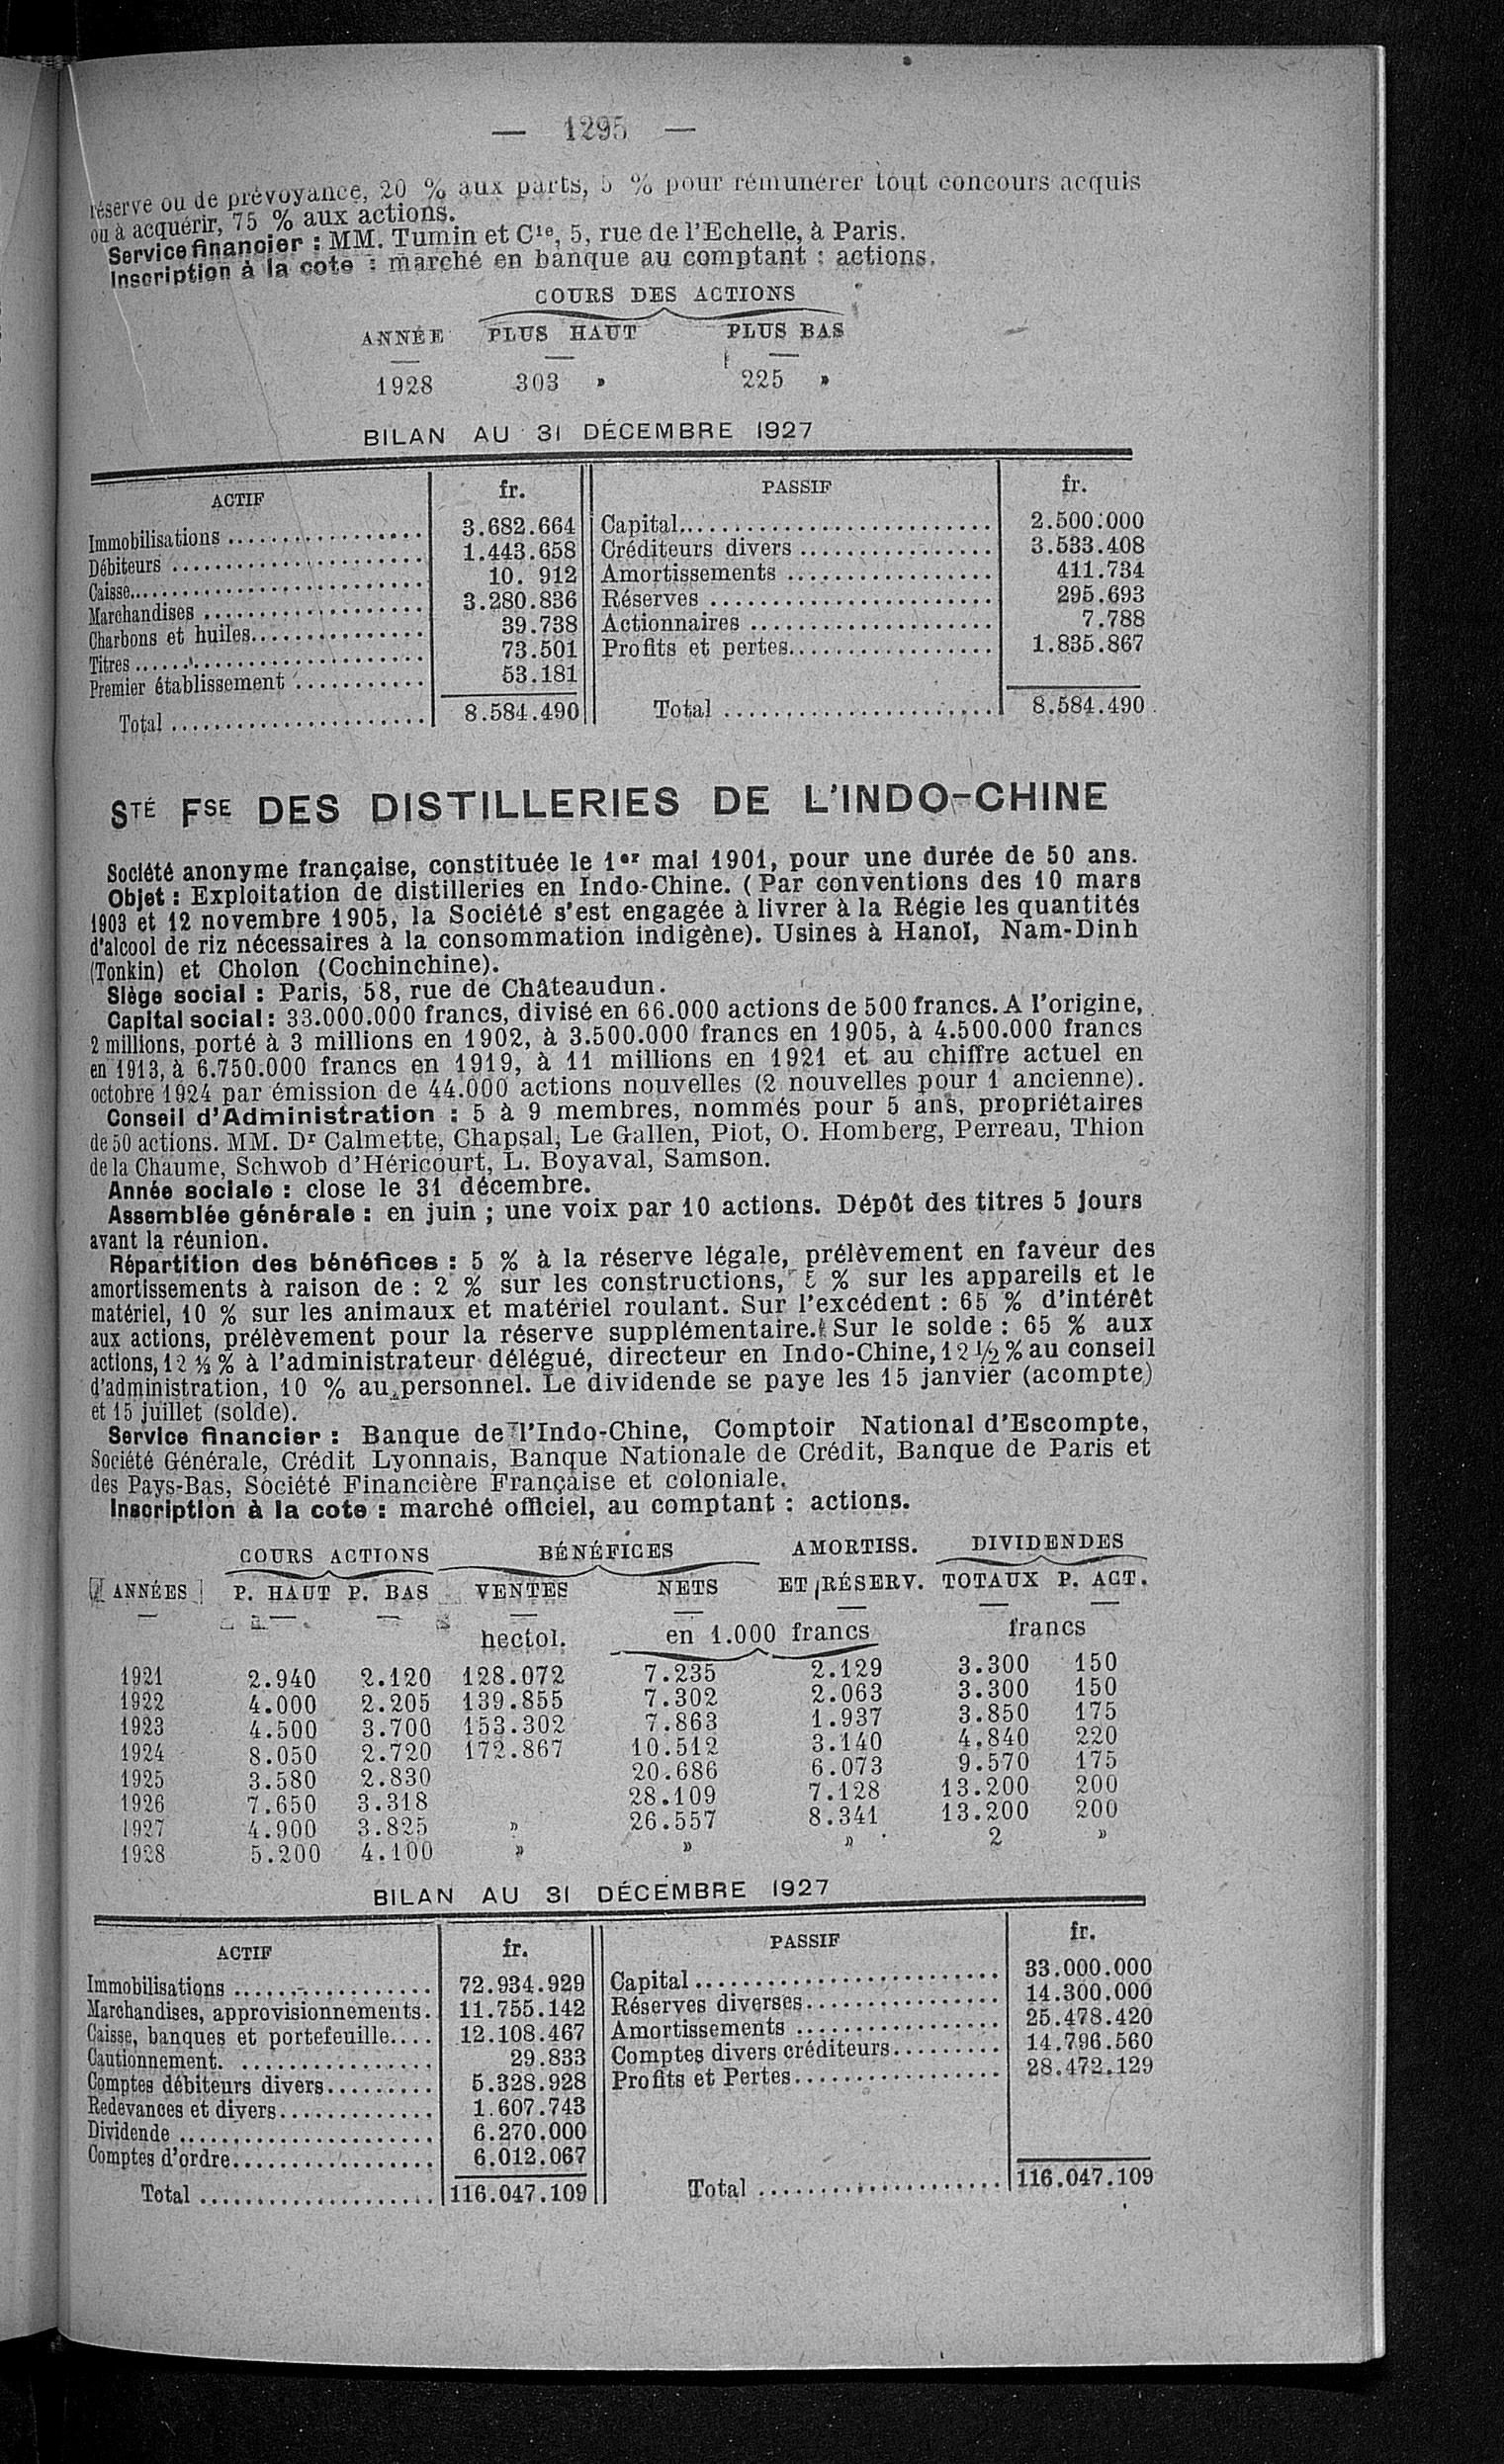 — 1295 —
réserve ou de prévoyance, 20 % aux parts, 5 % pour rémunérer tout concours acquis
ou à acquérir, 75 % aux actions.
Service financier : MM. Tumin et Cie, 5, rue de l'Echelle, à Paris.
Inscription à la cote : marché en banque au comptant : actions.
COURS DES ACTIONS
ANNÉE PLUS HAUT PLUS BAS
1928 303 » 225 »
BILAN AU 31 DÉCEMBRE 1927
ACTIF fr. PASSIF fr.
Immobilisations ................. 3.682.664 Capital.......................... 2.500.000
Débiteurs ...................... 1.443.658 Créditeurs divers ................ 3.533.408
Caisse.......................... 10. 912 Amortissements ................. 411.734
Marchandises ................... 3.280.836 Réserves ........................ 295.693
Charbons et huiles............... 39.738 Actionnaires ..................... 7.788
Titres ......................... 73.501 Profits et pertes................. 1.835.867
Premier établissement ........... 53.181
Total ...................... 8.584.490 Total ....................... 8.584.490
STÉ FSE DES DISTILLERIES DE L'INDO-CHINE
Société anonyme française, constituée le 1er mai 1901, pour une durée de 50 ans.
Objet : Exploitation de distilleries en Indo-Chine. (Par conventions des 10 mars
1903 et 12 novembre 1905, la Société s'est engagée à livrer à la Régie les quantités
d'alcool de riz nécessaires à la consommation indigène). Usines à Hanoï, Nam-Dinh
(Tonkin) et Cholon (Cochinchine).
Siège social : Paris, 58, rue de Châteaudun.
Capital social : 33.000.000 francs, divisé en 66.000 actions de 500 francs. A l'origine,
2 millions, porté à 3 millions en 1902, à 3.500.000 francs en 1905, à 4.500.000 francs
en 1913, à 6.750.000 francs en 1919, à 11 millions en 1921 et au chiffre actuel en
octobre 1924 par émission de 44.000 actions nouvelles (2 nouvelles pour 1 ancienne).
Conseil d'Administration : 5 à 9 membres, nommés pour 5 ans, propriétaires
de 50 actions. MM. Dr Calmette, Chapsal, Le Gallen, Piot, O. Homberg, Perreau, Thion
de la Chaume, Schwob d'Héricourt, L. Boyaval, Samson.
Année sociale : close le 31 décembre.
Assemblée générale : en juin ; une voix par 10 actions. Dépôt des titres 5 jours
avant la réunion.
Répartition des bénéfices : 5 % à la réserve légale, prélèvement en faveur des
amortissements à raison de : 2 % sur les constructions, 5 % sur les appareils et le
matériel, 10 % sur les animaux et matériel roulant. Sur l'excédent : 65 % d'intérêt
aux actions, prélèvement pour la réserve supplémentaire. Sur le solde : 65 % aux
actions, 12 ½ % à l'administrateur délégué, directeur en Indo-Chine, 12 ½ % au conseil
d'administration, 10 % au personnel. Le dividende se paye les 15 janvier (acompte)
et 15 juillet (solde).
Service financier : Banque de l'Indo-Chine, Comptoir National d'Escompte,
Société Générale, Crédit Lyonnais, Banque Nationale de Crédit, Banque de Paris et
des Pays-Bas, Société Financière Française et coloniale.
Inscription à la cote : marché officiel, au comptant : actions.
COURS ACTIONS BÉNÉFICES AMORTISS. DIVIDENDES
ANNÉES P. HAUT P. BAS VENTES NETS ET RÉSERV. TOTAUX P. ACT.
hectol. en 1.000 francs francs
1921 2.940 2.120 128.072 7.235 2.129 3.300 150
1922 4.000 2.205 139.855 7.302 2.063 3.300 150
1923 4.500 3.700 153.302 7.863 1.937 3.850 175
1924 8.050 2.720 172.867 10.512 3.140 4.840 220
1925 3.580 2.830 20.686 6.073 9.570 175
1926 7.650 3.318 28.109 7.128 13.200 200
1927 4.900 3.825 » 26.557 8.341 13.200 200
1928 5.200 4.100 » » » 2 »
BILAN AU 31 DÉCEMBRE 1927
ACTIF fr. PASSIF fr.
Immobilisations ................. 72.934.929 Capital ......................... 33.000.000
Marchandises, approvisionnements. 11.755.142 Réserves diverses................ 14.300.000
Caisse, banques et portefeuille.... 12.108.467 Amortissements ................. 25.478.420
Cautionnement. ................ 29.833 Comptes divers créditeurs......... 14.796.560
Comptes débiteurs divers......... 5.328.928 Profits et Pertes................. 28.472.129
Redevances et divers............. 1.607.743
Dividende ...................... 6.270.000
Comptes d'ordre................. 6.012.067
Total .................... 116.047.109 Total ..................... 116.047.109